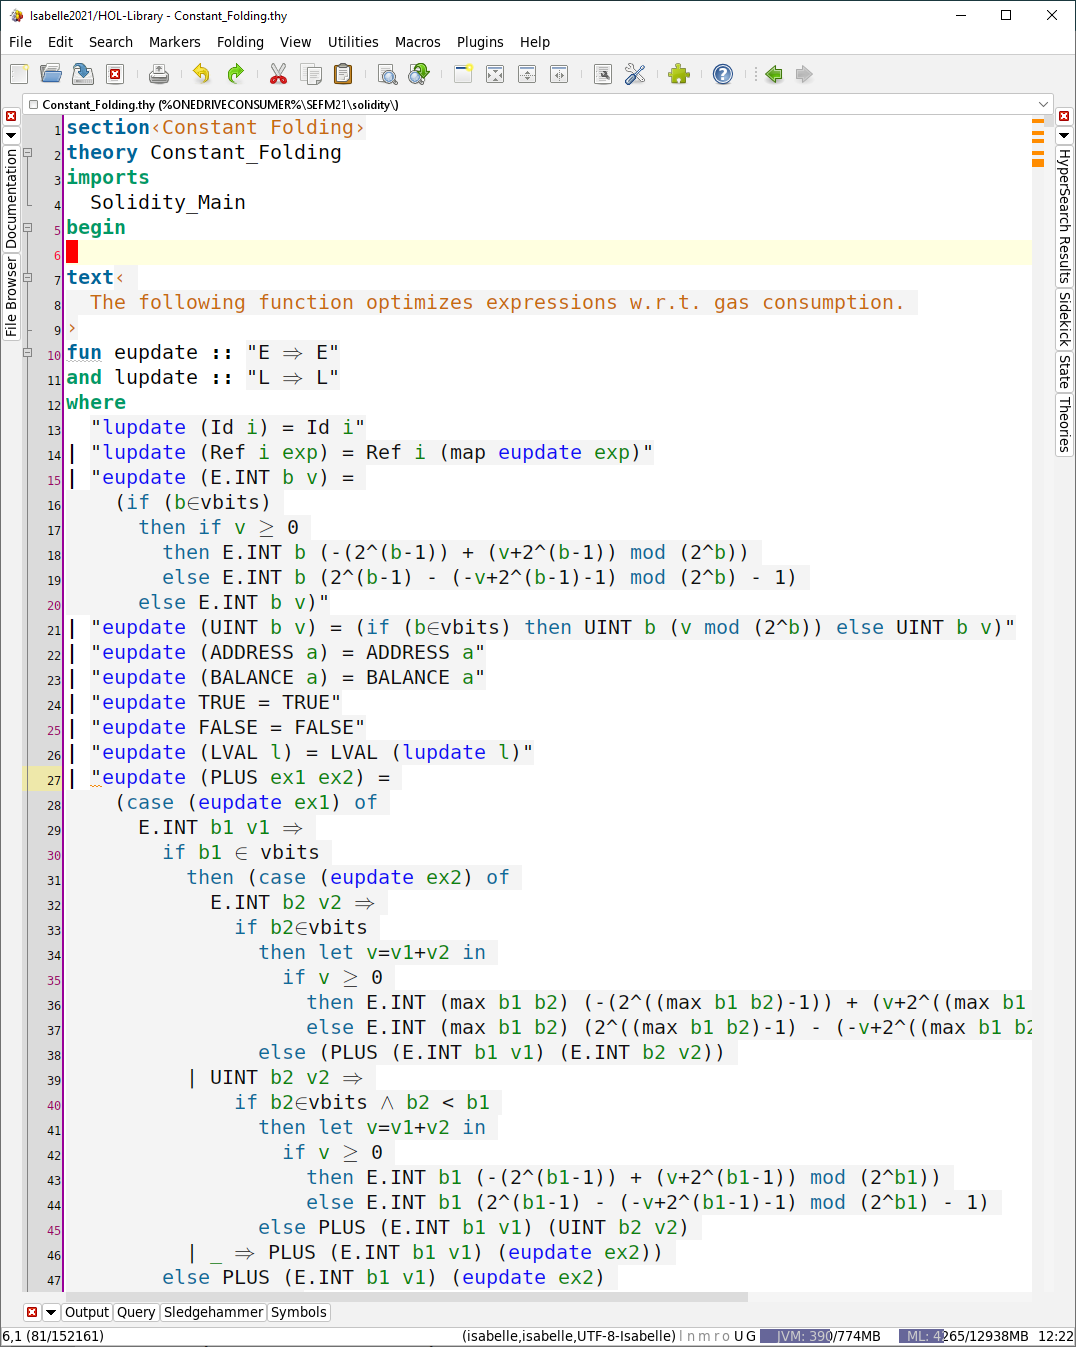 Isabelle2021/HOL-Library - Constant_Folding.thy
File Edit Search Markers Folding View Utilities Macros Plugins Help
Constant_Folding.thy (%ONEDRIVECONSUMER%\SEFM21\solidity\)
Documentation
File Browser
HyperSearch Results
Sidekick
State
Theories
1 section‹Constant Folding›
2 theory Constant_Folding
3 imports
4   Solidity_Main
5 begin
6
7 text‹
8   The following function optimizes expressions w.r.t. gas consumption.
9 ›
10 fun eupdate :: "E ⇒ E"
11 and lupdate :: "L ⇒ L"
12 where
13   "lupdate (Id i) = Id i"
14 | "lupdate (Ref i exp) = Ref i (map eupdate exp)"
15 | "eupdate (E.INT b v) =
16     (if (b∈vbits)
17       then if v ≥ 0
18         then E.INT b (-(2^(b-1)) + (v+2^(b-1)) mod (2^b))
19         else E.INT b (2^(b-1) - (-v+2^(b-1)-1) mod (2^b) - 1)
20       else E.INT b v)"
21 | "eupdate (UINT b v) = (if (b∈vbits) then UINT b (v mod (2^b)) else UINT b v)"
22 | "eupdate (ADDRESS a) = ADDRESS a"
23 | "eupdate (BALANCE a) = BALANCE a"
24 | "eupdate TRUE = TRUE"
25 | "eupdate FALSE = FALSE"
26 | "eupdate (LVAL l) = LVAL (lupdate l)"
27 | "eupdate (PLUS ex1 ex2) =
28     (case (eupdate ex1) of
29       E.INT b1 v1 ⇒
30         if b1 ∈ vbits
31           then (case (eupdate ex2) of
32             E.INT b2 v2 ⇒
33               if b2∈vbits
34                 then let v=v1+v2 in
35                   if v ≥ 0
36                     then E.INT (max b1 b2) (-(2^((max b1 b2)-1)) + (v+2^((max b1
37                     else E.INT (max b1 b2) (2^((max b1 b2)-1) - (-v+2^((max b1 b2
38                 else (PLUS (E.INT b1 v1) (E.INT b2 v2))
39           | UINT b2 v2 ⇒
40               if b2∈vbits ∧ b2 < b1
41                 then let v=v1+v2 in
42                   if v ≥ 0
43                     then E.INT b1 (-(2^(b1-1)) + (v+2^(b1-1)) mod (2^b1))
44                     else E.INT b1 (2^(b1-1) - (-v+2^(b1-1)-1) mod (2^b1) - 1)
45                 else PLUS (E.INT b1 v1) (UINT b2 v2)
46           | _ ⇒ PLUS (E.INT b1 v1) (eupdate ex2))
47         else PLUS (E.INT b1 v1) (eupdate ex2)
Output Query Sledgehammer Symbols
6,1 (81/152161) (isabelle,isabelle,UTF-8-Isabelle) l n m r o U G JVM: 390/774MB ML: 4265/12938MB 12:22